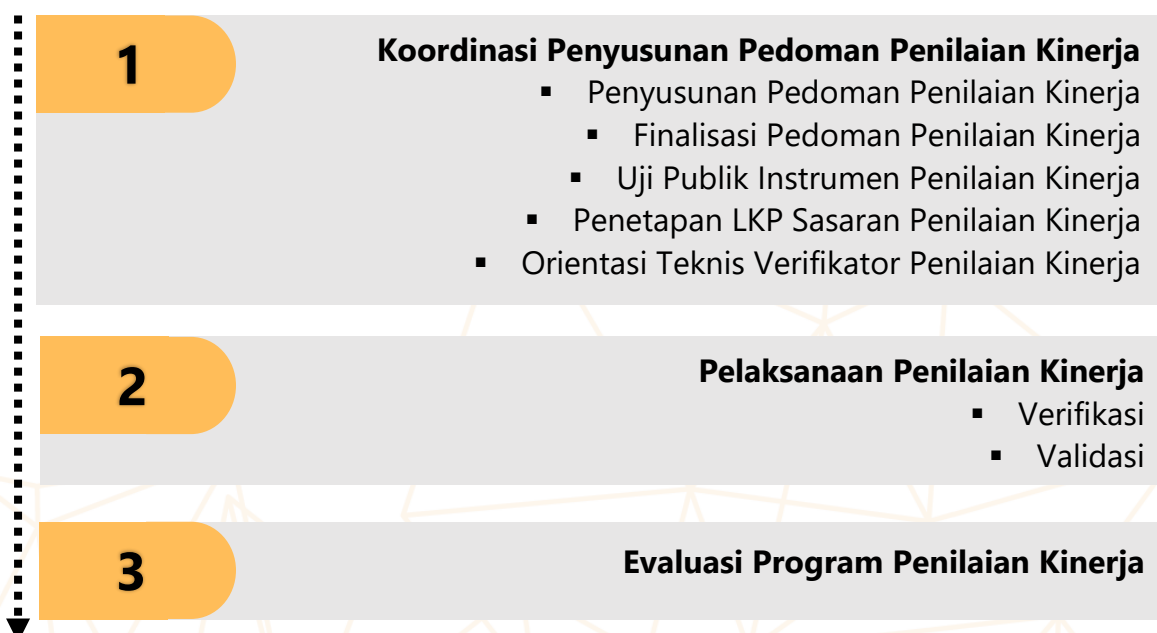 1
Koordinasi Penyusunan Pedoman Penilaian Kinerja
▪ Penyusunan Pedoman Penilaian Kinerja
▪ Finalisasi Pedoman Penilaian Kinerja
▪ Uji Publik Instrumen Penilaian Kinerja
▪ Penetapan LKP Sasaran Penilaian Kinerja
▪ Orientasi Teknis Verifikator Penilaian Kinerja
2
Pelaksanaan Penilaian Kinerja
▪ Verifikasi
▪ Validasi
3
Evaluasi Program Penilaian Kinerja